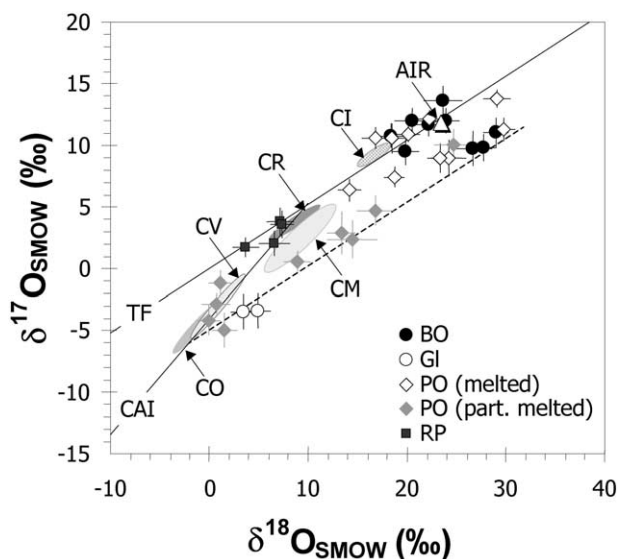 20
15
10
5
0
-5
-10
-15
-10
0
10
20
30
40
δ17OSMOW (‰)
δ18OSMOW (‰)
AIR
CI
CR
CV
CM
TF
CO
CAI
BO
Gl
PO (melted)
PO (part. melted)
RP